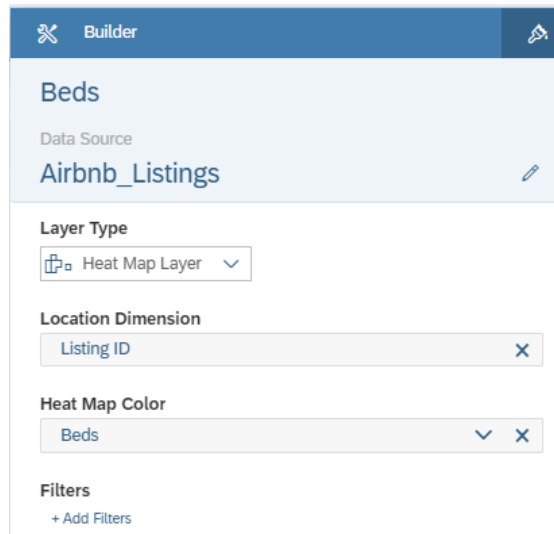 Builder
Beds
Data Source
Airbnb_Listings
Layer Type
Heat Map Layer
Location Dimension
Listing ID
Heat Map Color
Beds
Filters
+ Add Filters